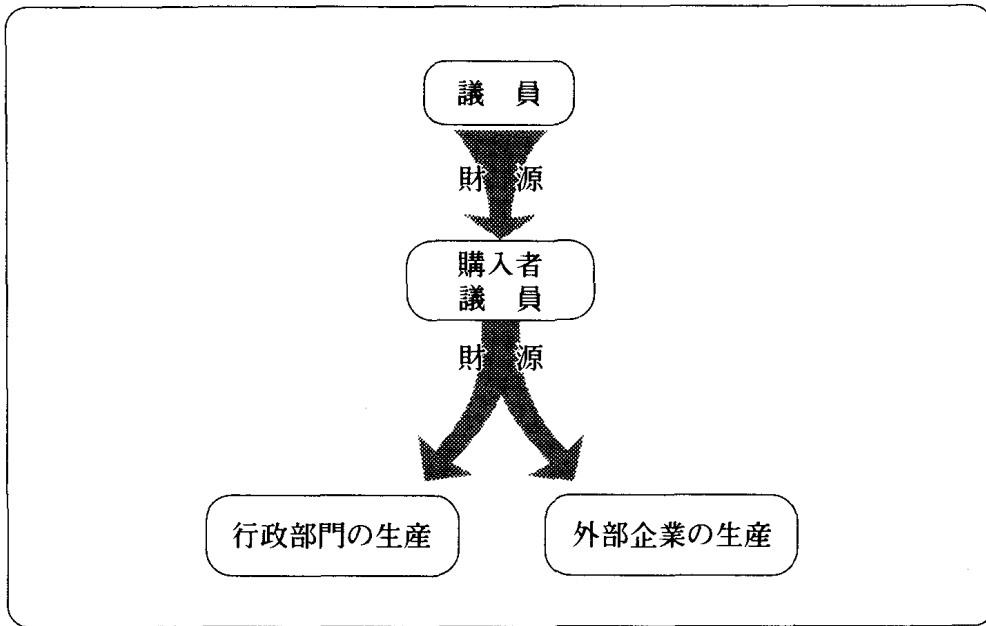 議　員
財　源
購入者
議　員
財　源
行政部門の生産
外部企業の生産